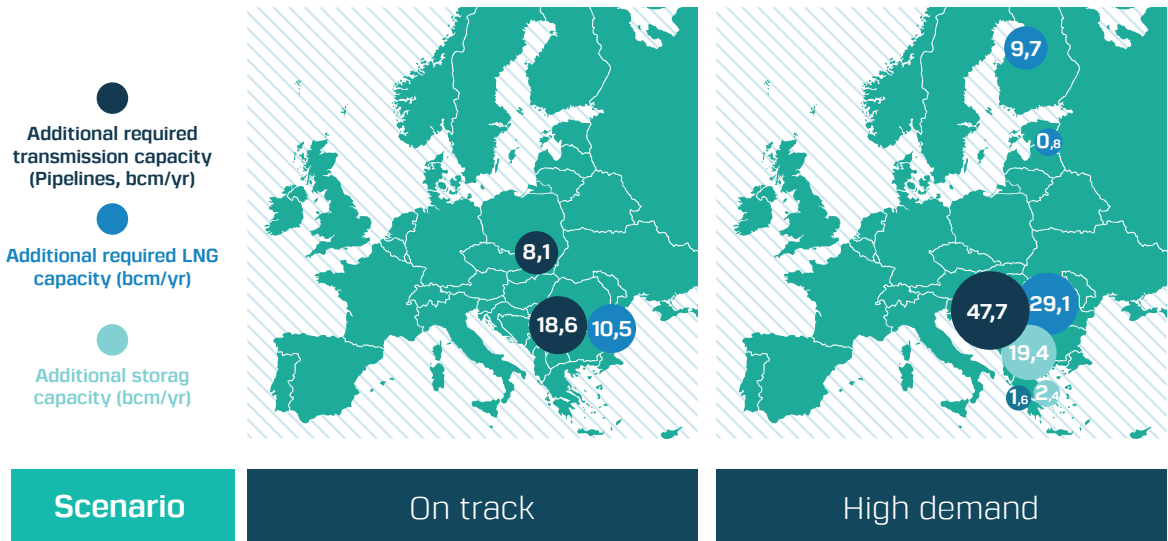 Additional required
transmission capacity
(Pipelines, bcm/yr)
Additional required LNG
capacity (bcm/yr)
Additional storag
capacity (bcm/yr)
8,1
18,6
10,5
9,7
0,8
47,7
29,1
19,4
1,6
2,4
Scenario
On track
High demand